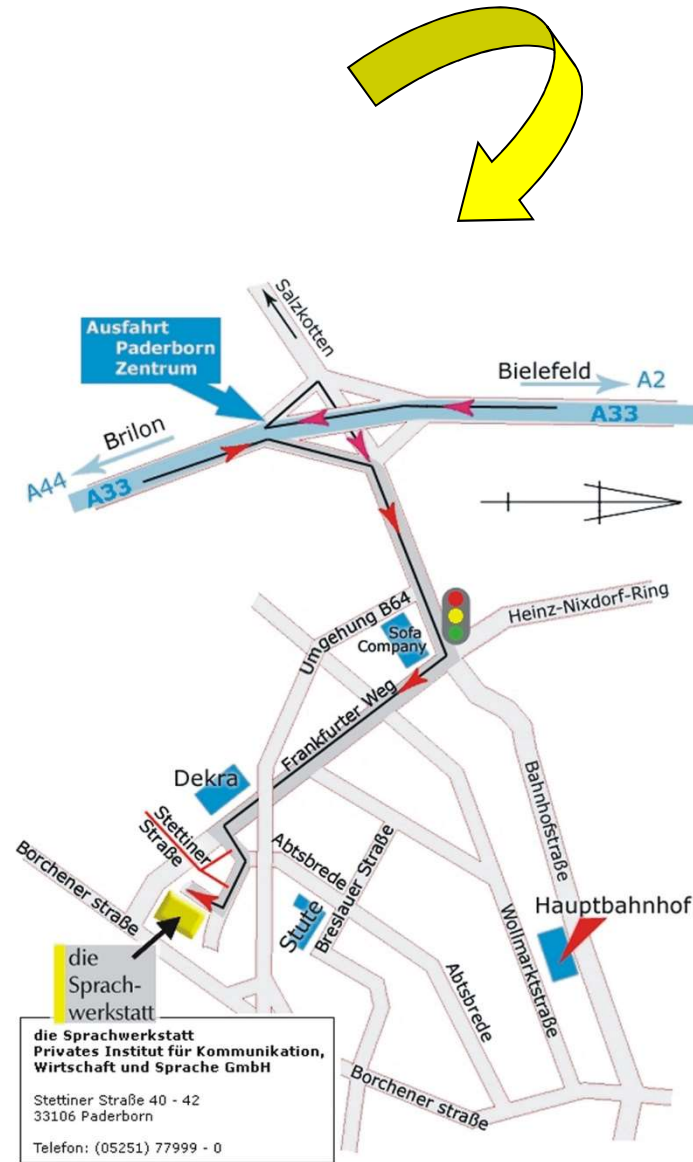 Salzkotten
Ausfahrt
Paderborn
Zentrum
Bielefeld
A2
A33
Brilon
A44
A33
Umgehung B64
Sofa
Company
Heinz-Nixdorf-Ring
Frankfurter Weg
Dekra
Bahnhofstraße
Stettiner
Straße
Abtsbrede
Breslauer Straße
Borchener straße
Stute
Hauptbahnhof
Wollmarktstraße
Abtsbrede
die
Sprach-
werkstatt
Borchener straße
die Sprachwerkstatt
Privates Institut für Kommunikation,
Wirtschaft und Sprache GmbH
Stettiner Straße 40 - 42
33106 Paderborn
Telefon: (05251) 77999 - 0